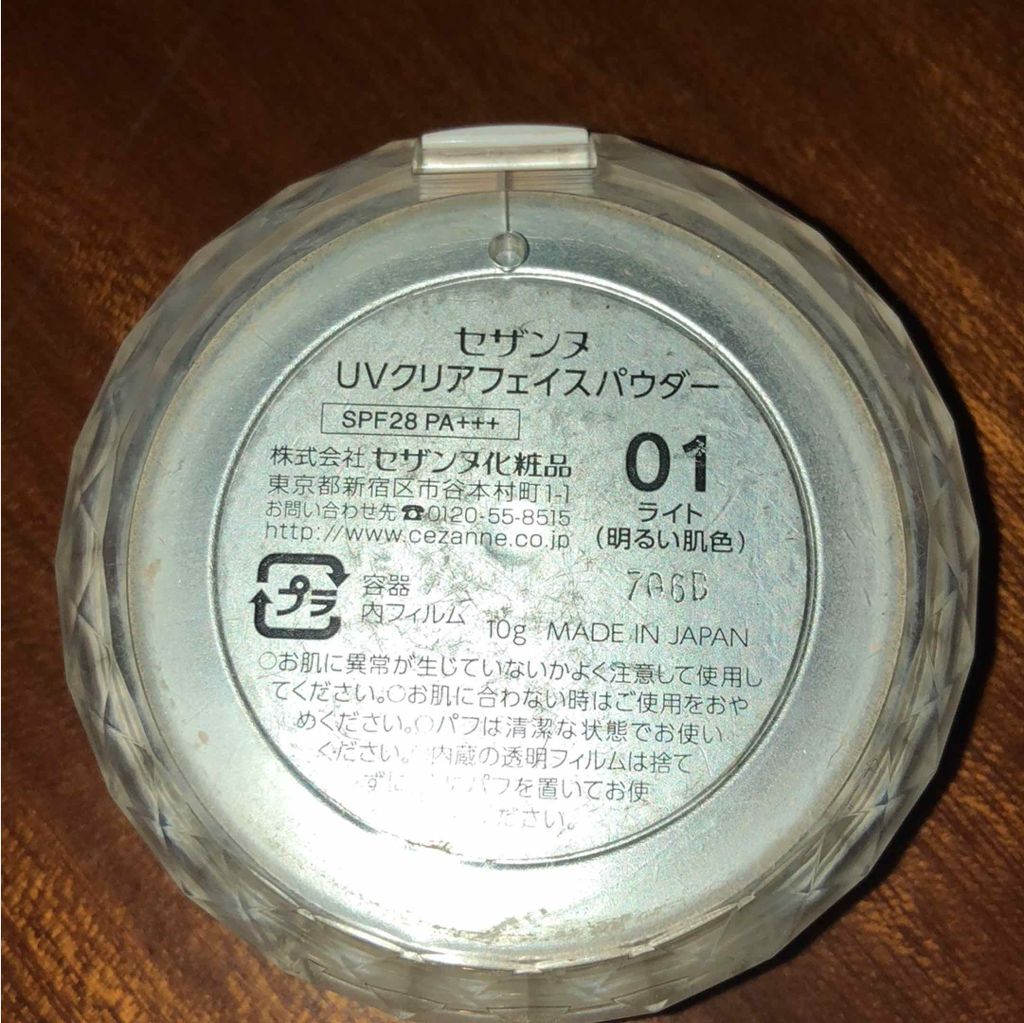 セザンヌ
UVクリアフェイスパウダー
SPF28 PA+++
株式会社 セザンヌ化粧品
東京都新宿区市谷本村町1-1
お問い合わせ先☎0120-55-8515
http://www.cezanne.co.jp
01
ライト
(明るい肌色)
706B
プラ
容器
内フィルム
10g MADE IN JAPAN
○お肌に異常が生じていないかよく注意して使用し
てください。○お肌に合わない時はご使用をおや
めください。○パフは清潔な状態でお使い
ください。○内蔵の透明フィルムは捨て
ずに パフを置いてお使
ださい。